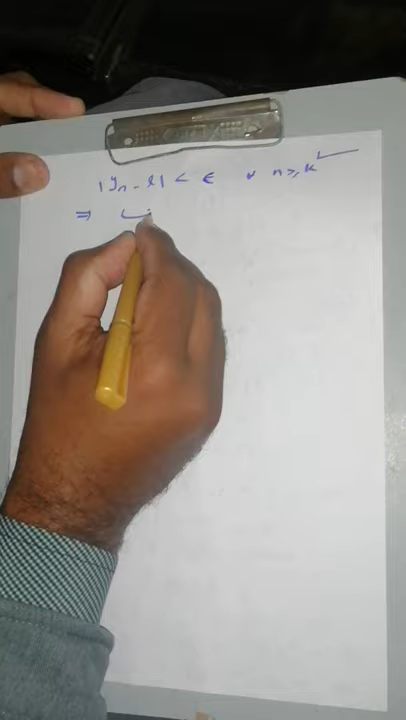 |yn - l| < ε ∀ n ≥ k
⇒